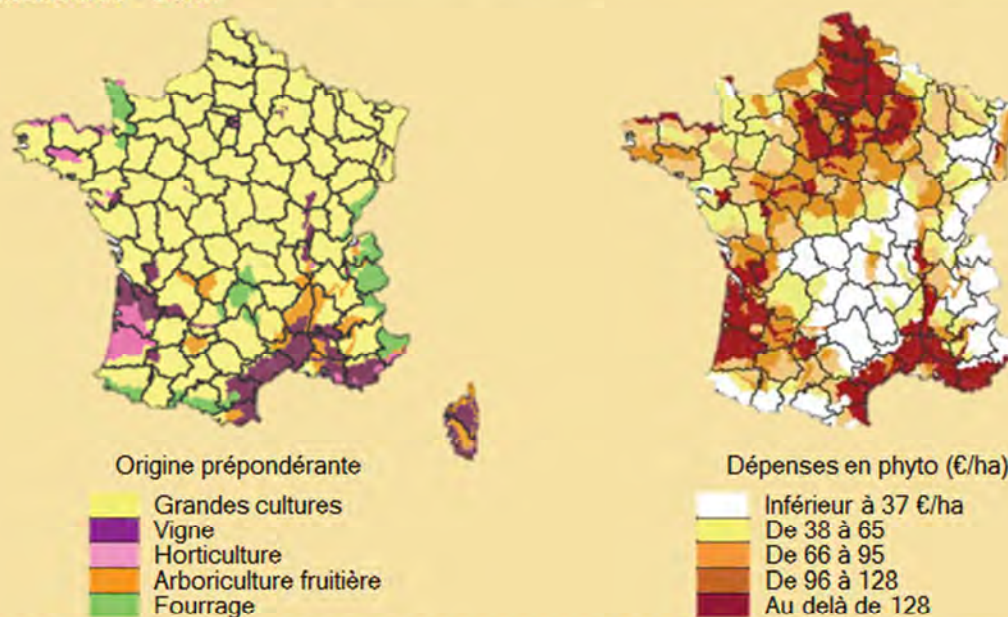 Origine prépondérante
Grandes cultures
Vigne
Horticulture
Arboriculture fruitière
Fourrage
Dépenses en phyto (€/ha)
Inférieur à 37 €/ha
De 38 à 65
De 66 à 95
De 96 à 128
Au delà de 128